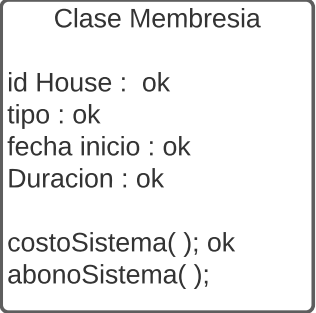 Clase Membresia
id House :  ok
tipo : ok
fecha inicio : ok
Duracion : ok
costoSistema( ); ok
abonoSistema( );